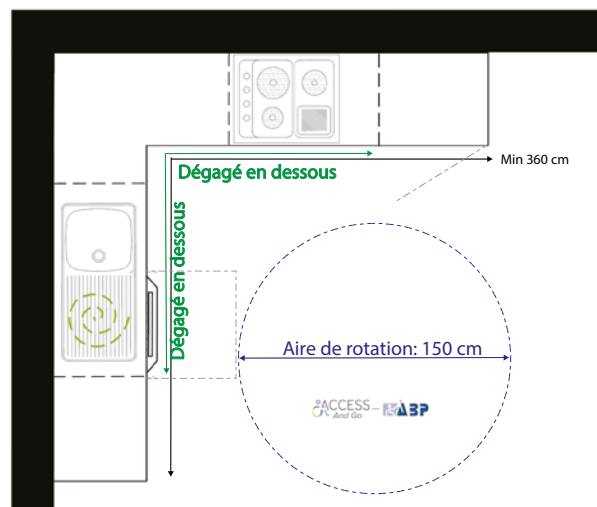 Dégagé en dessous
Min 360 cm
Dégagé en dessous
Aire de rotation: 150 cm
ACCESS
And Go
ABP